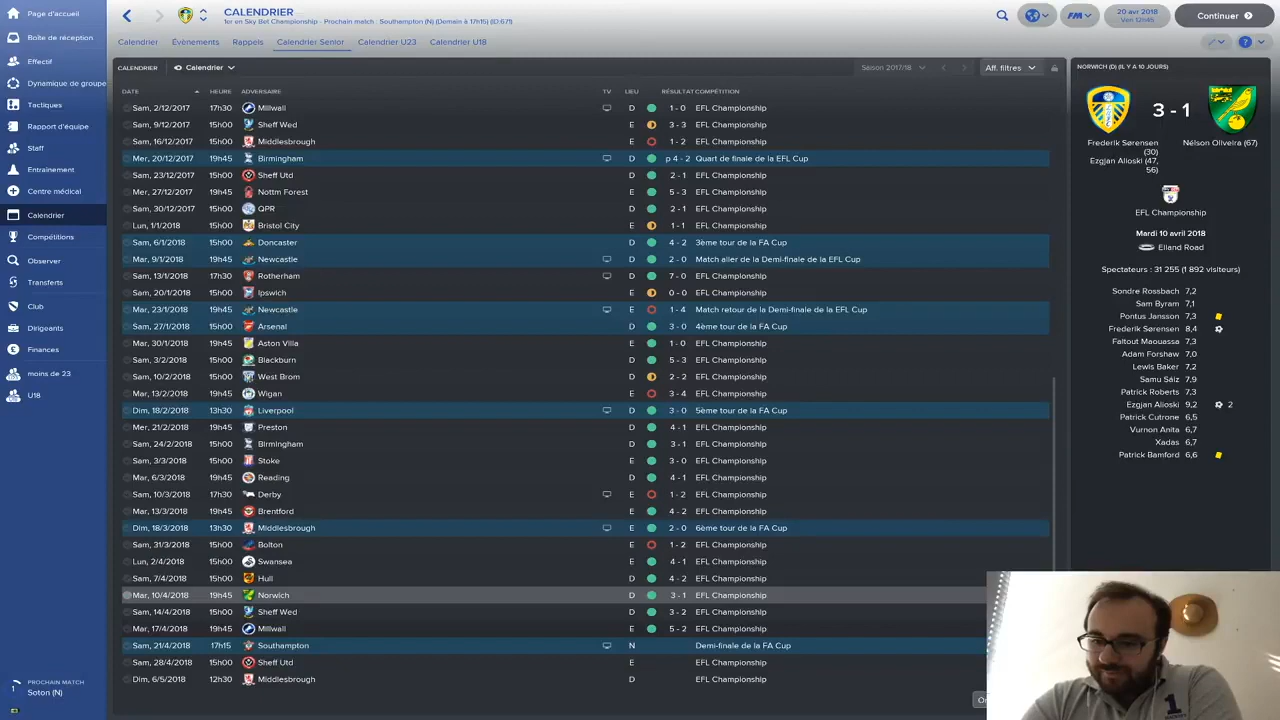 Page d'accueil
Boîte de réception
Effectif
Dynamique de groupe
Tactiques
Rapport d'équipe
Staff
Entraînement
Centre médical
Calendrier
Compétitions
Observer
Transferts
Club
Dirigeants
Finances
moins de 23
U18
PROCHAIN MATCH
Soton (N)
CALENDRIER
1er en Sky Bet Championship - Prochain match : Southampton (N) (Demain à 17h15) (ID:671)
FM
20 avr 2018
Ven 12h45
Continuer
Calendrier Évènements Rappels Calendrier Senior Calendrier U23 Calendrier U18
?
CALENDRIER Calendrier Saison 2017/18 Aff. filtres
DATE HEURE ADVERSAIRE TV LIEU RÉSULTAT COMPÉTITION
Sam, 2/12/2017 17h30 Millwall D 1 - 0 EFL Championship
Sam, 9/12/2017 15h00 Sheff Wed E 3 - 3 EFL Championship
Sam, 16/12/2017 15h00 Middlesbrough E 1 - 2 EFL Championship
Mer, 20/12/2017 19h45 Birmingham D p 4 - 2 Quart de finale de la EFL Cup
Sam, 23/12/2017 15h00 Sheff Utd D 2 - 1 EFL Championship
Mer, 27/12/2017 19h45 Nottm Forest E 5 - 3 EFL Championship
Sam, 30/12/2017 15h00 QPR D 2 - 1 EFL Championship
Lun, 1/1/2018 15h00 Bristol City E 1 - 1 EFL Championship
Sam, 6/1/2018 15h00 Doncaster D 4 - 2 3ème tour de la FA Cup
Mar, 9/1/2018 19h45 Newcastle D 2 - 0 Match aller de la Demi-finale de la EFL Cup
Sam, 13/1/2018 17h30 Rotherham D 7 - 0 EFL Championship
Sam, 20/1/2018 15h00 Ipswich E 0 - 0 EFL Championship
Mar, 23/1/2018 19h45 Newcastle E 1 - 4 Match retour de la Demi-finale de la EFL Cup
Sam, 27/1/2018 15h00 Arsenal D 3 - 0 4ème tour de la FA Cup
Mar, 30/1/2018 19h45 Aston Villa E 1 - 0 EFL Championship
Sam, 3/2/2018 15h00 Blackburn D 5 - 3 EFL Championship
Sam, 10/2/2018 15h00 West Brom D 2 - 2 EFL Championship
Mar, 13/2/2018 19h45 Wigan E 3 - 4 EFL Championship
Dim, 18/2/2018 13h30 Liverpool D 3 - 0 5ème tour de la FA Cup
Mer, 21/2/2018 19h45 Preston D 4 - 1 EFL Championship
Sam, 24/2/2018 15h00 Birmingham D 3 - 1 EFL Championship
Sam, 3/3/2018 15h00 Stoke E 3 - 0 EFL Championship
Mar, 6/3/2018 19h45 Reading D 4 - 1 EFL Championship
Sam, 10/3/2018 17h30 Derby E 1 - 2 EFL Championship
Mar, 13/3/2018 19h45 Brentford E 4 - 2 EFL Championship
Dim, 18/3/2018 13h30 Middlesbrough E 2 - 0 6ème tour de la FA Cup
Sam, 31/3/2018 15h00 Bolton E 1 - 2 EFL Championship
Lun, 2/4/2018 15h00 Swansea E 4 - 1 EFL Championship
Sam, 7/4/2018 15h00 Hull D 4 - 2 EFL Championship
Mar, 10/4/2018 19h45 Norwich D 3 - 1 EFL Championship
Sam, 14/4/2018 15h00 Sheff Wed D 3 - 2 EFL Championship
Mar, 17/4/2018 19h45 Millwall E 5 - 2 EFL Championship
Sam, 21/4/2018 17h15 Southampton N Demi-finale de la FA Cup
Sam, 28/4/2018 15h00 Sheff Utd E EFL Championship
Dim, 6/5/2018 12h30 Middlesbrough D EFL Championship
NORWICH (D) (IL Y A 10 JOURS)
3 - 1
Frederik Sørensen (30)
Ezgjan Alioski (47, 56)
Nélson Oliveira (67)
EFL Championship
Mardi 10 avril 2018
Elland Road
Spectateurs : 31 255 (1 892 visiteurs)
Sondre Rossbach 7,2
Sam Byram 7,1
Pontus Jansson 7,3
Frederik Sørensen 8,4
Faitout Maouassa 7,3
Adam Forshaw 7,0
Lewis Baker 7,2
Samu Sáiz 7,9
Patrick Roberts 7,3
Ezgjan Alioski 9,2 2
Patrick Cutrone 6,5
Vurnon Anita 6,7
Xadas 6,7
Patrick Bamford 6,6
1